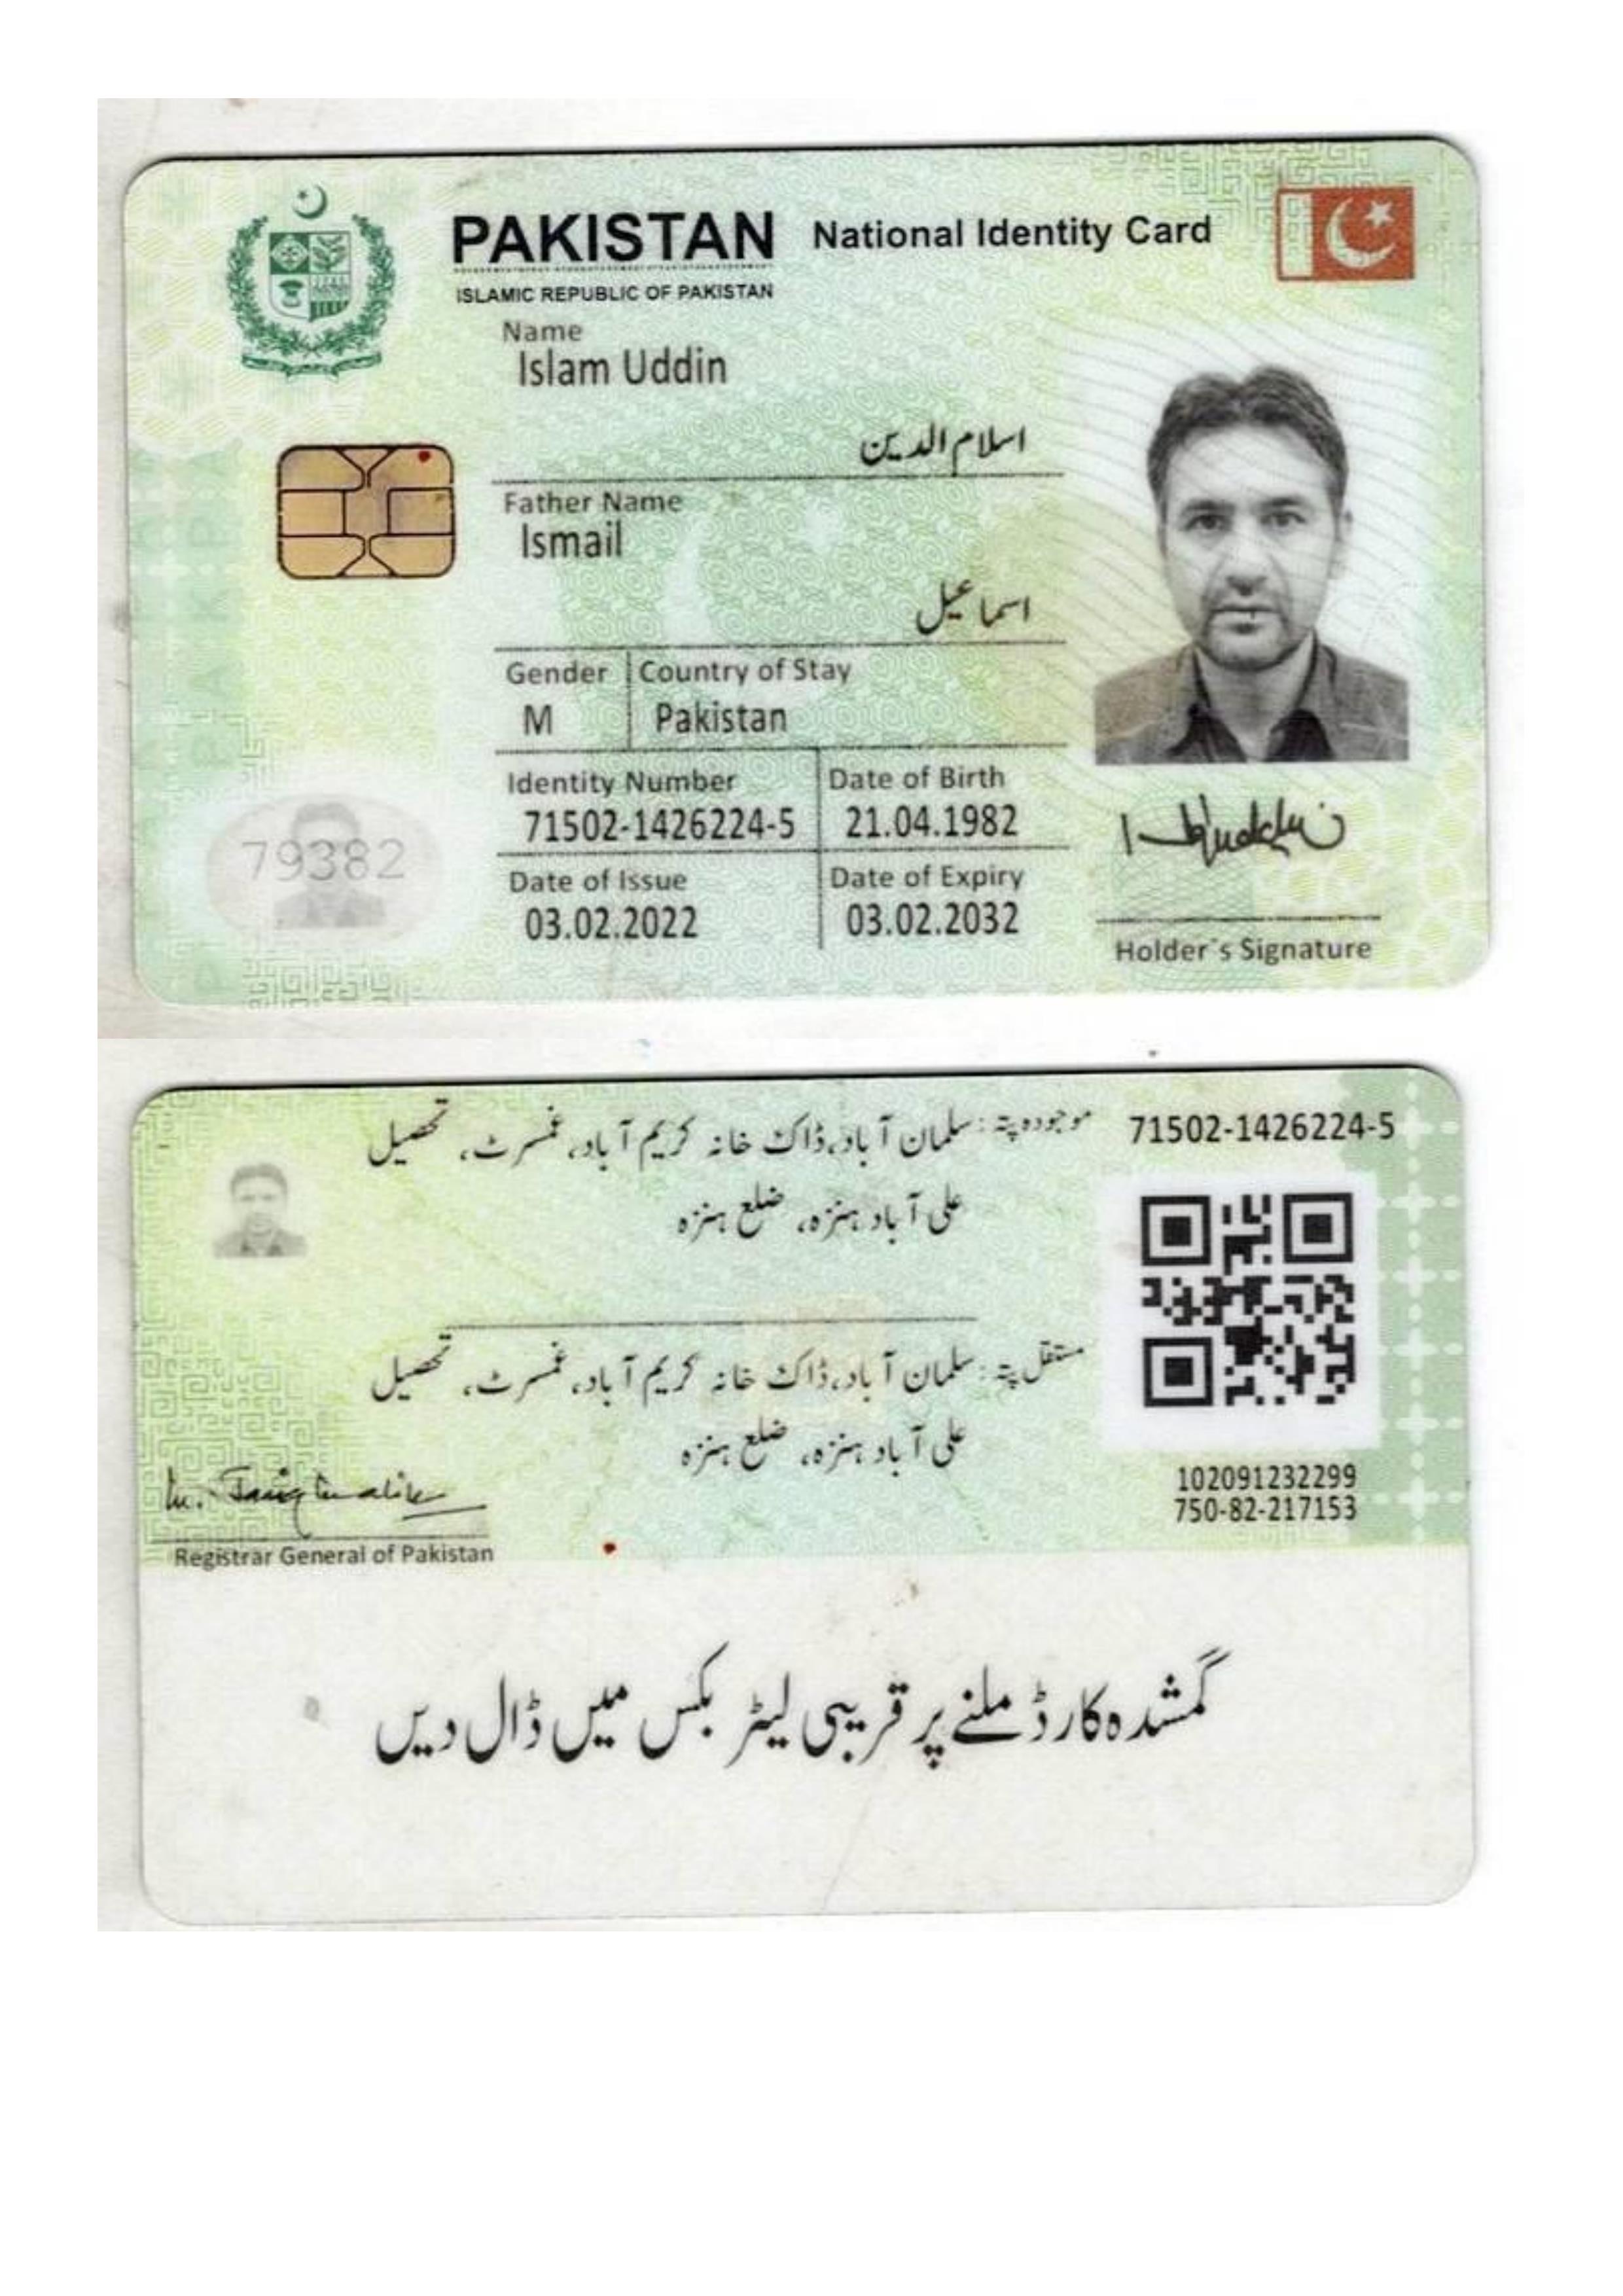 PAKISTAN National Identity Card
ISLAMIC REPUBLIC OF PAKISTAN
Name
Islam Uddin
اسلام الدین
Father Name
Ismail
اسماعیل
Gender Country of Stay
M Pakistan
Identity Number Date of Birth
71502-1426224-5 21.04.1982
79382
Date of Issue Date of Expiry
03.02.2022 03.02.2032
Holder's Signature
موجودہ پتہ : سلمان آباد، ڈاک خانہ کریم آباد، غمسرٹ، تحصیل
71502-1426224-5
علی آباد ہنزہ، ضلع ہنزہ
مستقل پتہ : سلمان آباد، ڈاک خانہ کریم آباد، غمسرٹ، تحصیل
علی آباد ہنزہ، ضلع ہنزہ
102091232299
750-82-217153
Registrar General of Pakistan
گمشدہ کارڈ ملنے پر قریبی لیٹر بکس میں ڈال دیں